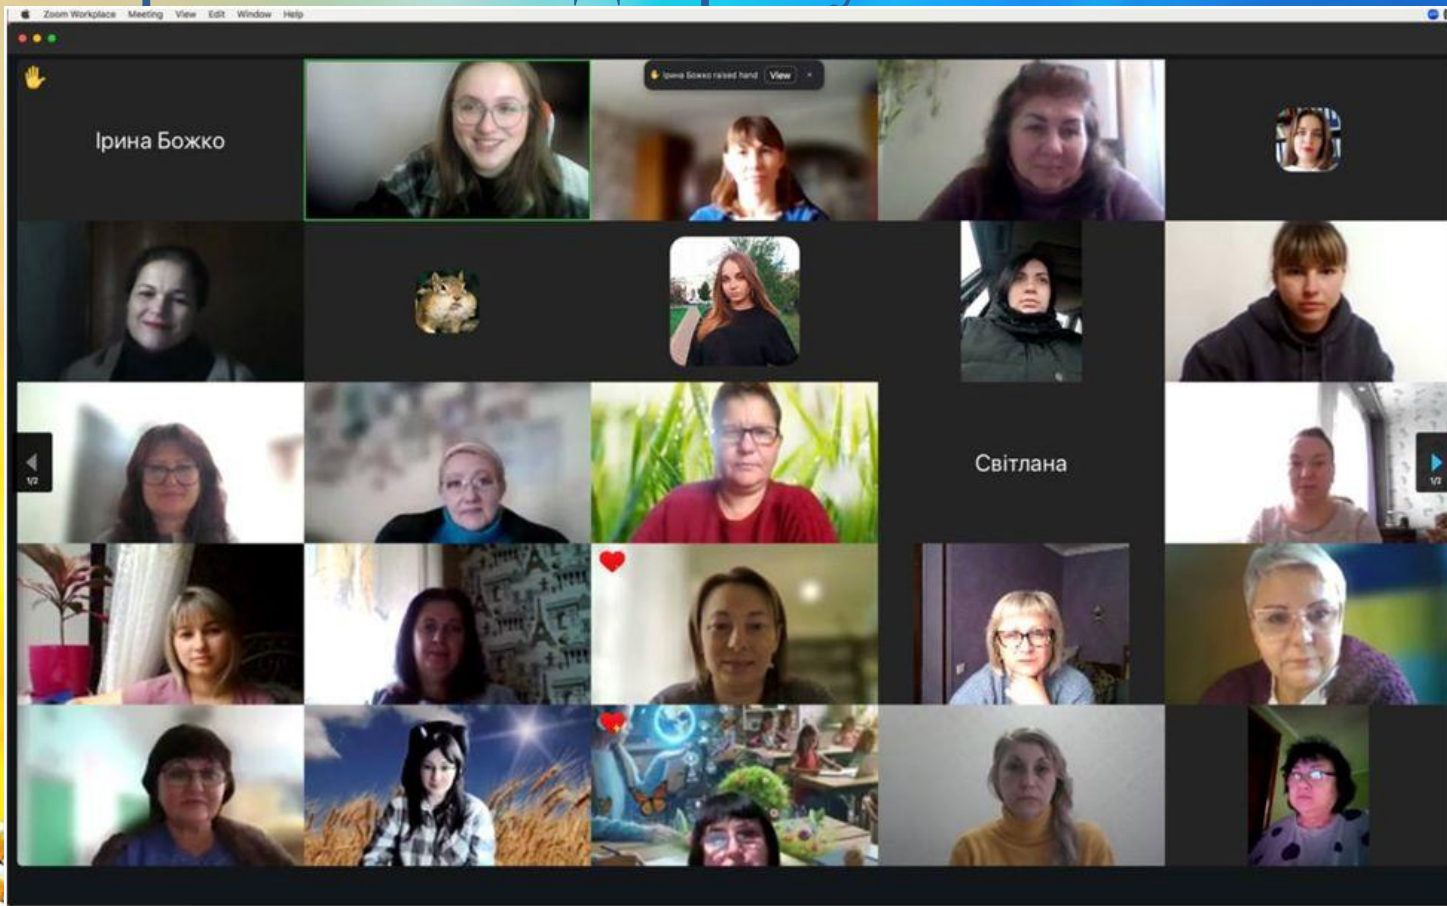 Zoom Workplace Meeting View Edit Window Help
Ірина Божко
Ірина Божко raised hand View ×
Світлана
1/2
1/2